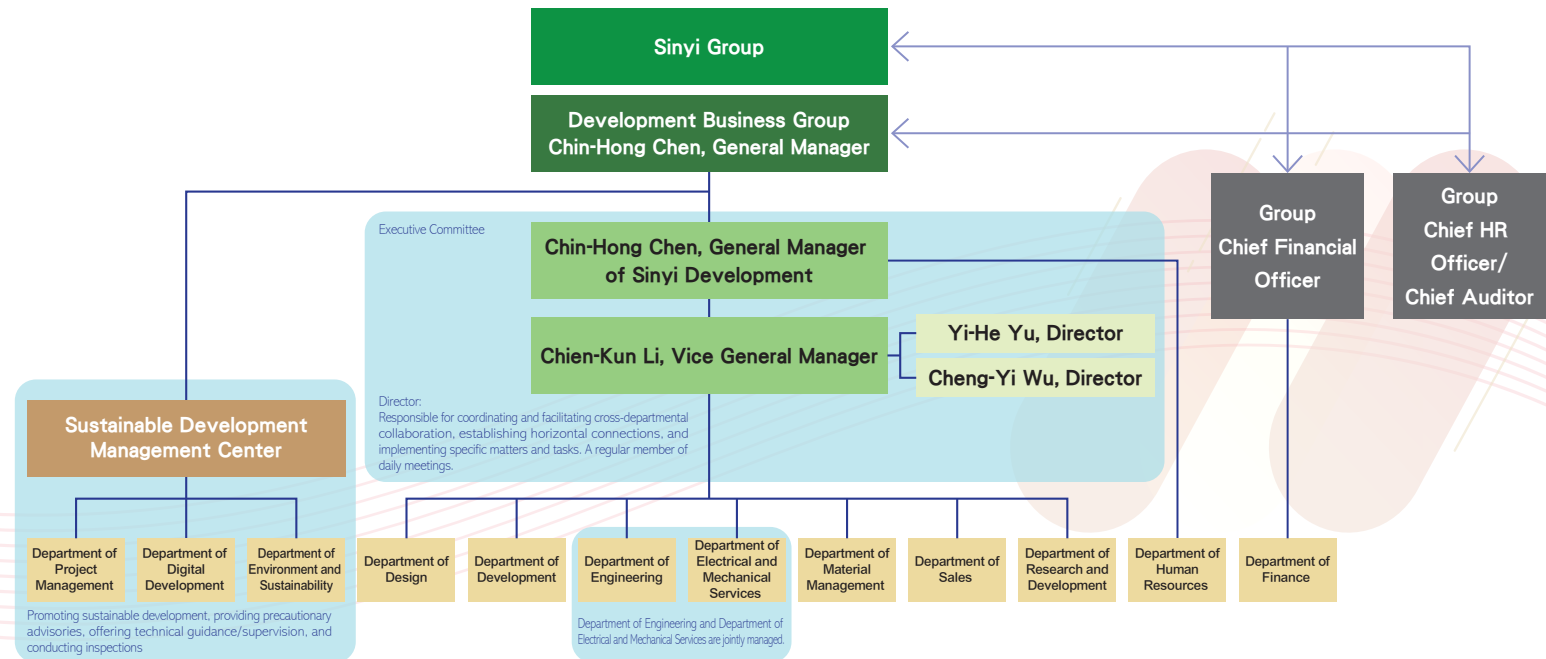 Sinyi Group
Development Business Group
Chin-Hong Chen, General Manager
Group
Chief Financial
Officer
Group
Chief HR
Officer/
Chief Auditor
Executive Committee
Chin-Hong Chen, General Manager
of Sinyi Development
Chien-Kun Li, Vice General Manager
Yi-He Yu, Director
Cheng-Yi Wu, Director
Director:
Responsible for coordinating and facilitating cross-departmental
collaboration, establishing horizontal connections, and
implementing specific matters and tasks. A regular member of
daily meetings.
Sustainable Development
Management Center
Department of
Project
Management
Department of
Digital
Development
Department of
Environment and
Sustainability
Promoting sustainable development, providing precautionary
advisories, offering technical guidance/supervision, and
conducting inspections
Department of
Design
Department of
Development
Department of
Engineering
Department of
Electrical and
Mechanical
Services
Department of Engineering and Department of
Electrical and Mechanical Services are jointly managed.
Department of
Material
Management
Department of
Sales
Department of
Research and
Development
Department of
Human
Resources
Department of
Finance